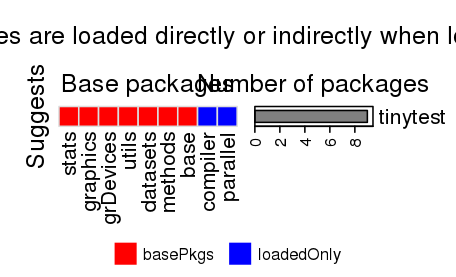 es are loaded directly or indirectly when lo
Base packages
Number of packages
Suggests
tinytest
stats
graphics
grDevices
utils
datasets
methods
base
compiler
parallel
0
2
4
6
8
basePkgs
loadedOnly